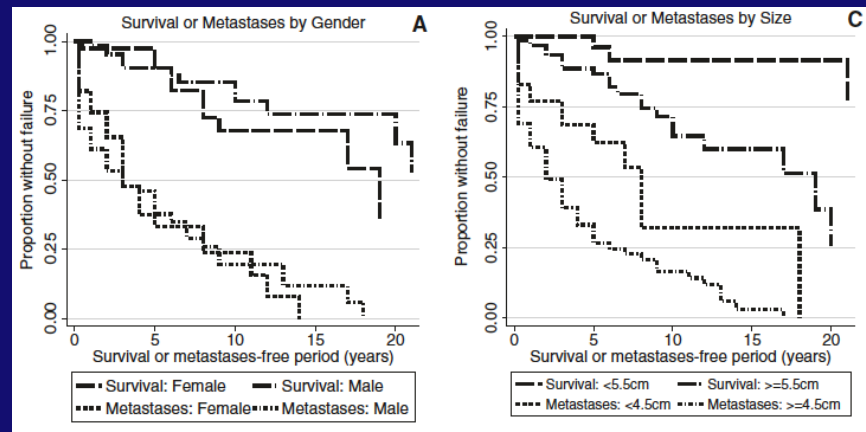 Survival or Metastases by Gender
A
Proportion without failure
1.00
0.75
0.50
0.25
0.00
0 5 10 15 20
Survival or metastases-free period (years)
Survival: Female Survival: Male
Metastases: Female Metastases: Male
Survival or Metastases by Size
C
Proportion without failure
1.00
0.75
0.50
0.25
0.00
0 5 10 15 20
Survival or metastases-free period (years)
Survival: <5.5cm Survival: >=5.5cm
Metastases: <4.5cm Metastases: >=4.5cm